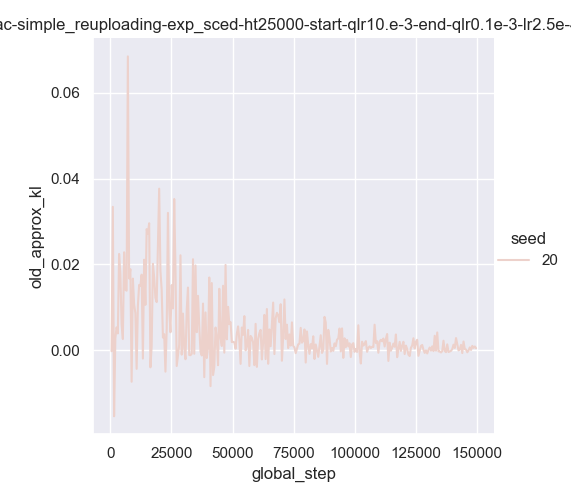 ac-simple_reuploading-exp_sced-ht25000-start-qlr10.e-3-end-qlr0.1e-3-lr2.5e-
0.06
0.04
0.02
0.00
old_approx_kl
seed
20
0 25000 50000 75000 100000 125000 150000
global_step